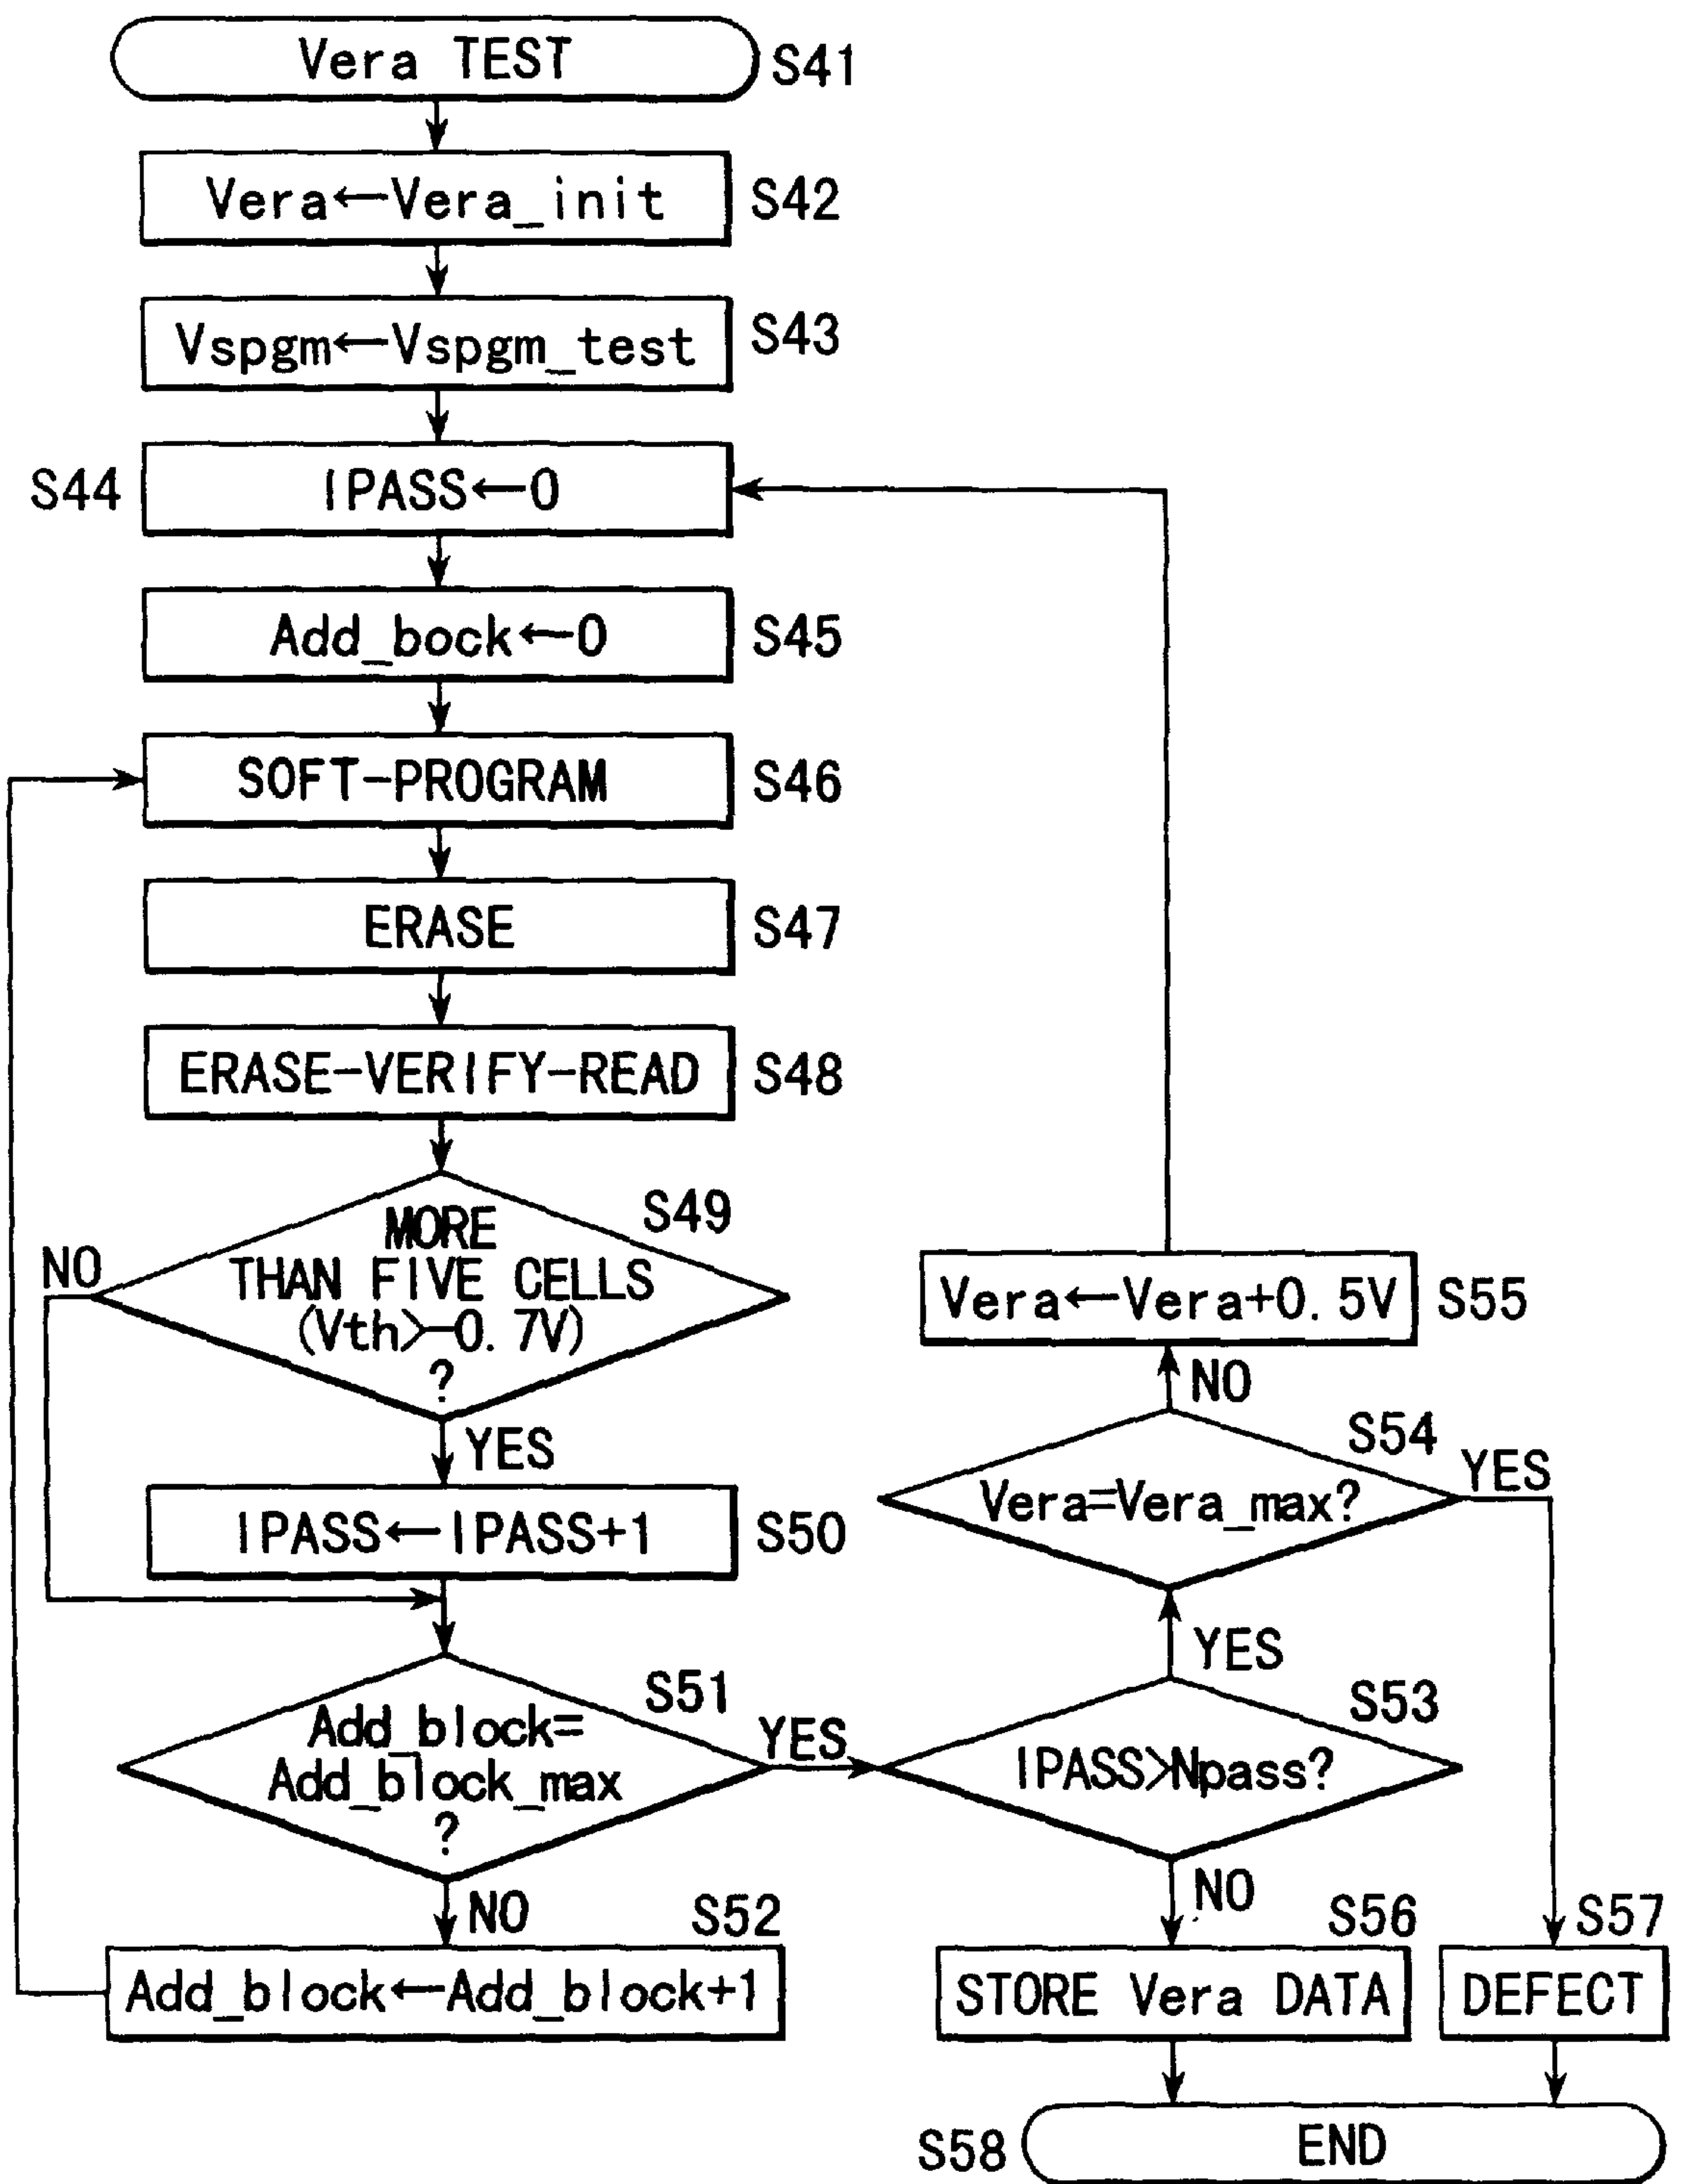 Vera TEST S41
Vera←Vera_init S42
Vspgm←Vspgm_test S43
S44 IPASS←0
Add_bock←0 S45
SOFT-PROGRAM S46
ERASE S47
ERASE-VERIFY-READ S48
S49
MORE
THAN FIVE CELLS
(Vth>-0.7V)
?
NO
YES
IPASS←IPASS+1 S50
S51
Add_block=
Add_block_max
?
YES
NO
S52
Add_block←Add_block+1
S53
IPASS>Npass?
YES
NO
S54
Vera=Vera_max?
YES
NO
Vera←Vera+0.5V S55
S56
STORE Vera DATA
S57
DEFECT
S58 END